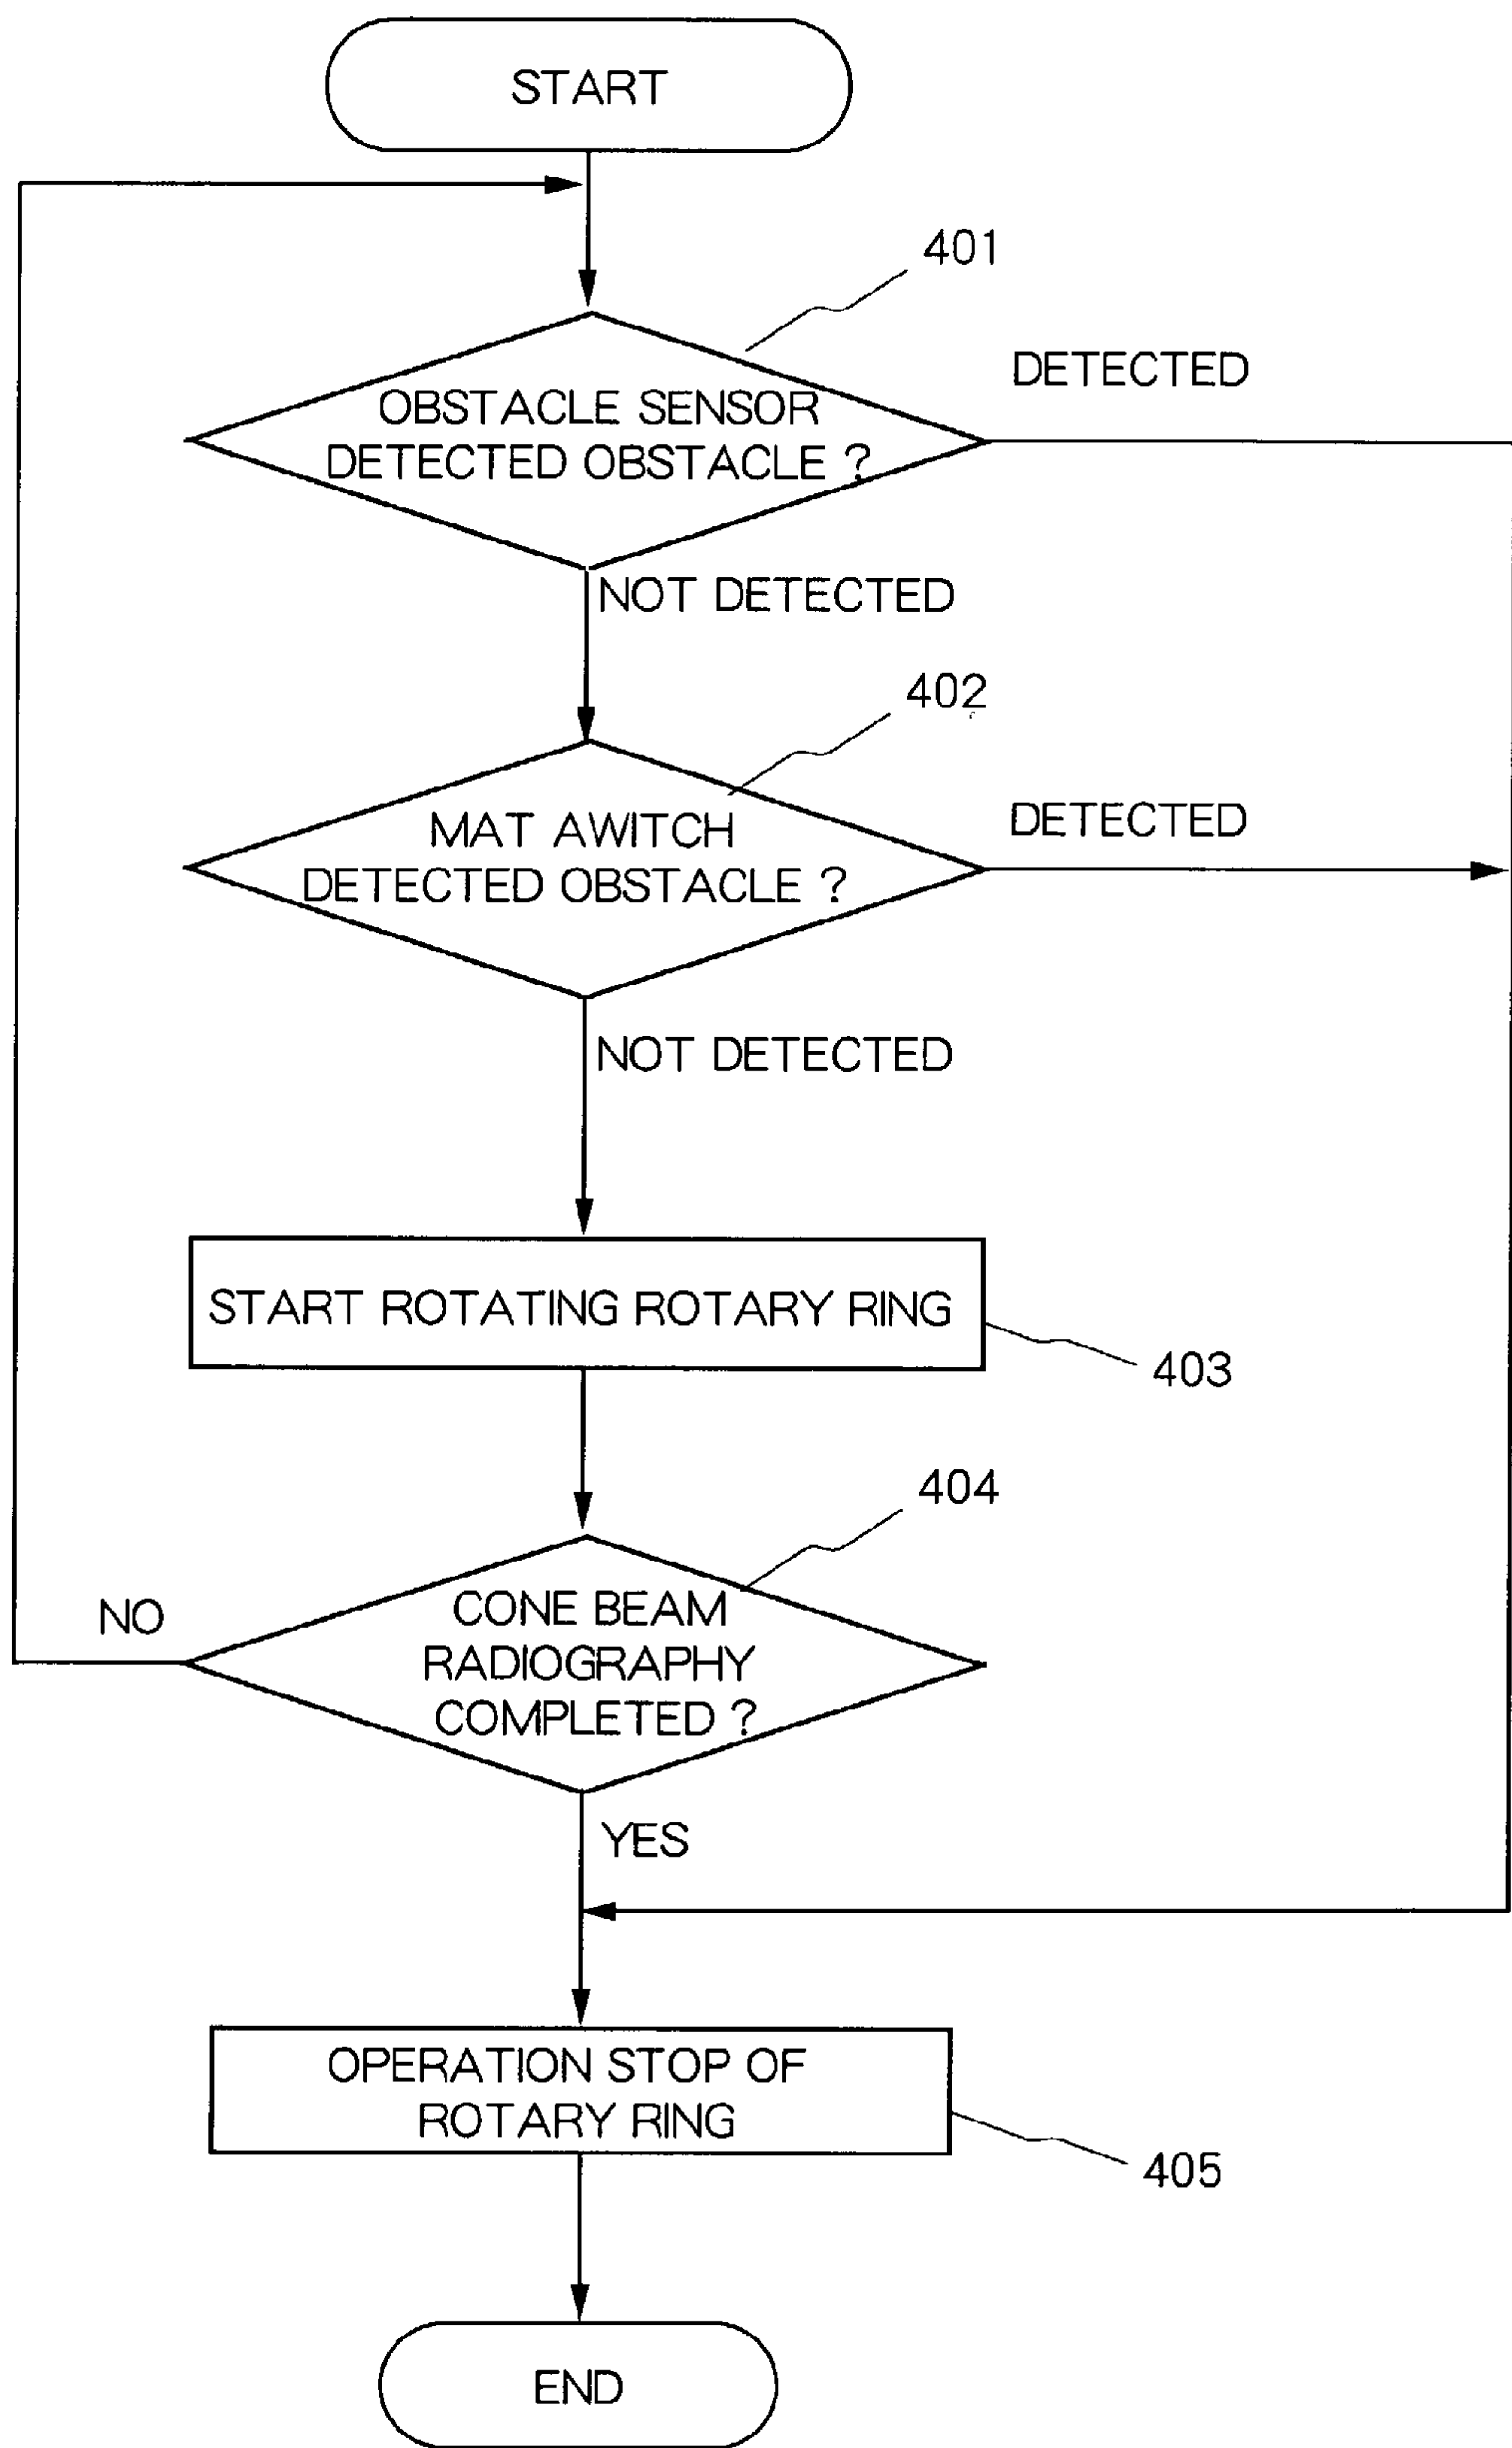 START
401
DETECTED
OBSTACLE SENSOR
DETECTED OBSTACLE ?
NOT DETECTED
402
DETECTED
MAT AWITCH
DETECTED OBSTACLE ?
NOT DETECTED
START ROTATING ROTARY RING
403
404
NO
CONE BEAM
RADIOGRAPHY
COMPLETED ?
YES
OPERATION STOP OF
ROTARY RING
405
END